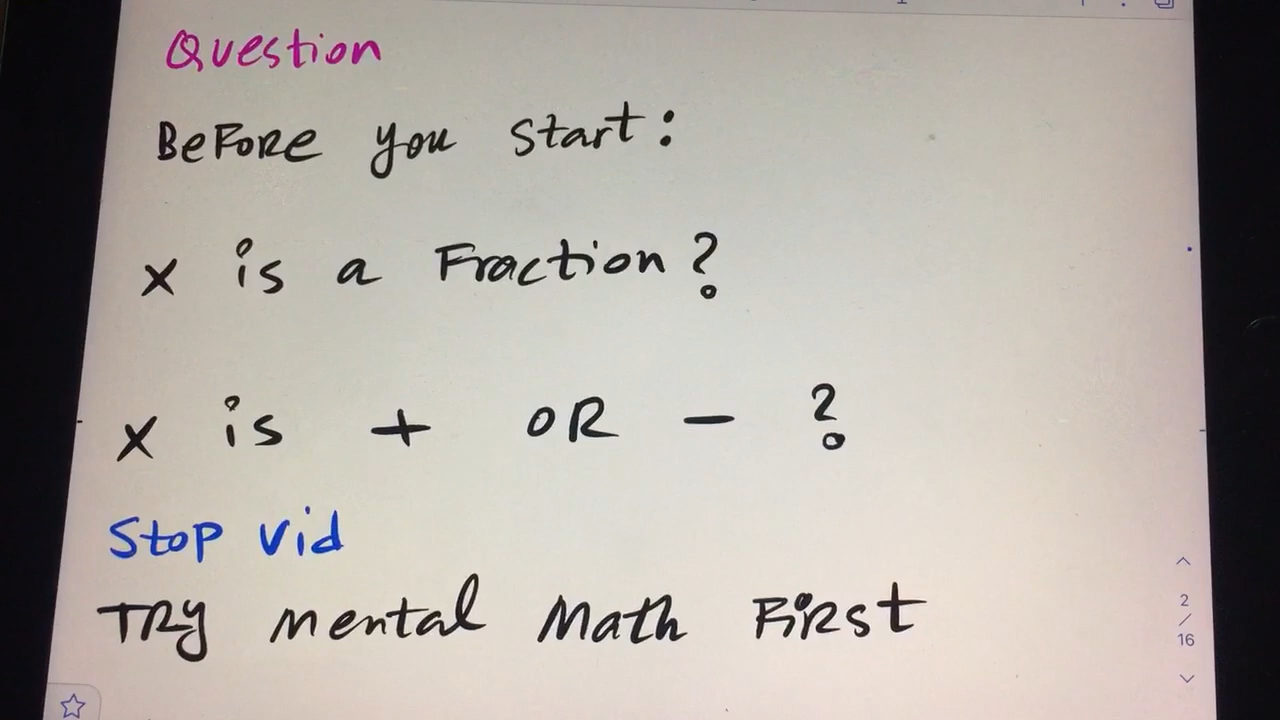 Question
Before you start:
x is a Fraction?
x is + OR - ?
Stop vid
TRY mental Math First
2
/
16